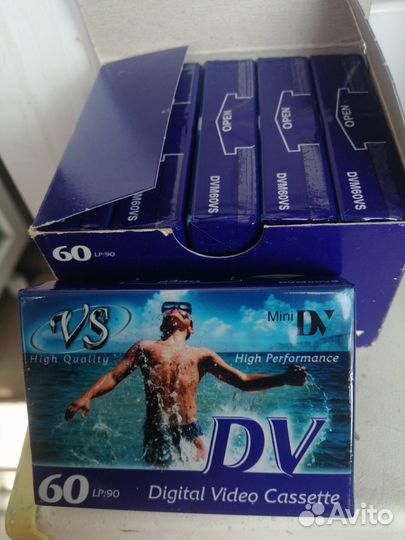 OPEN
OPEN
DVM60VS
DVM60VS
DVM60VS
60 LP:90
VS
High Quality
Mini DV
High Performance
DV
60 LP:90
Digital Video Cassette
Avito